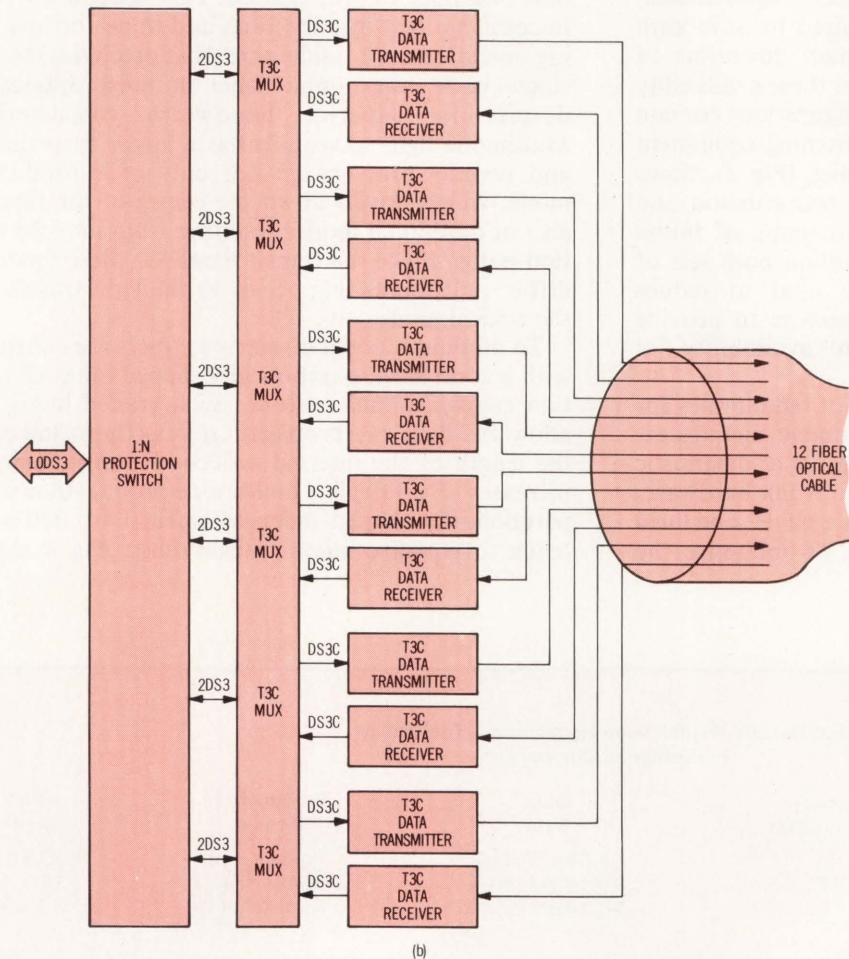 DS3C
T3C
DATA
TRANSMITTER
2DS3
T3C
MUX
DS3C
T3C
DATA
RECEIVER
DS3C
T3C
DATA
TRANSMITTER
2DS3
T3C
MUX
DS3C
T3C
DATA
RECEIVER
DS3C
T3C
DATA
TRANSMITTER
2DS3
T3C
MUX
DS3C
T3C
DATA
RECEIVER
10DS3
1:N
PROTECTION
SWITCH
12 FIBER
OPTICAL
CABLE
DS3C
T3C
DATA
TRANSMITTER
2DS3
T3C
MUX
DS3C
T3C
DATA
RECEIVER
DS3C
T3C
DATA
TRANSMITTER
2DS3
T3C
MUX
DS3C
T3C
DATA
RECEIVER
DS3C
T3C
DATA
TRANSMITTER
2DS3
T3C
MUX
DS3C
T3C
DATA
RECEIVER
(b)